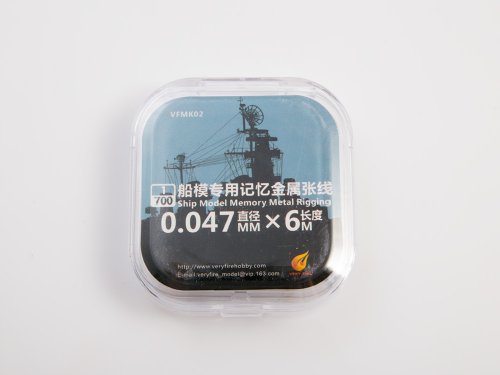 VFMK02
1/700 船模专用记忆金属张线
Ship Model Memory Metal Rigging
0.047直径MM×6长度M
http://www.veryfirehobby.com
E-mail:veryfire_model@vip.163.com
VERY FIRE